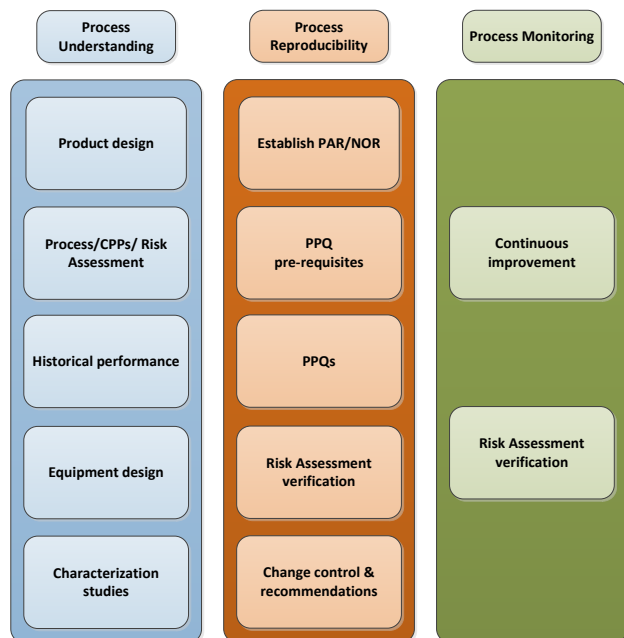 Process
Understanding
Product design
Process/CPPs/ Risk
Assessment
Historical performance
Equipment design
Characterization
studies
Process
Reproducibility
Establish PAR/NOR
PPQ
pre-requisites
PPQs
Risk Assessment
verification
Change control &
recommendations
Process Monitoring
Continuous
improvement
Risk Assessment
verification